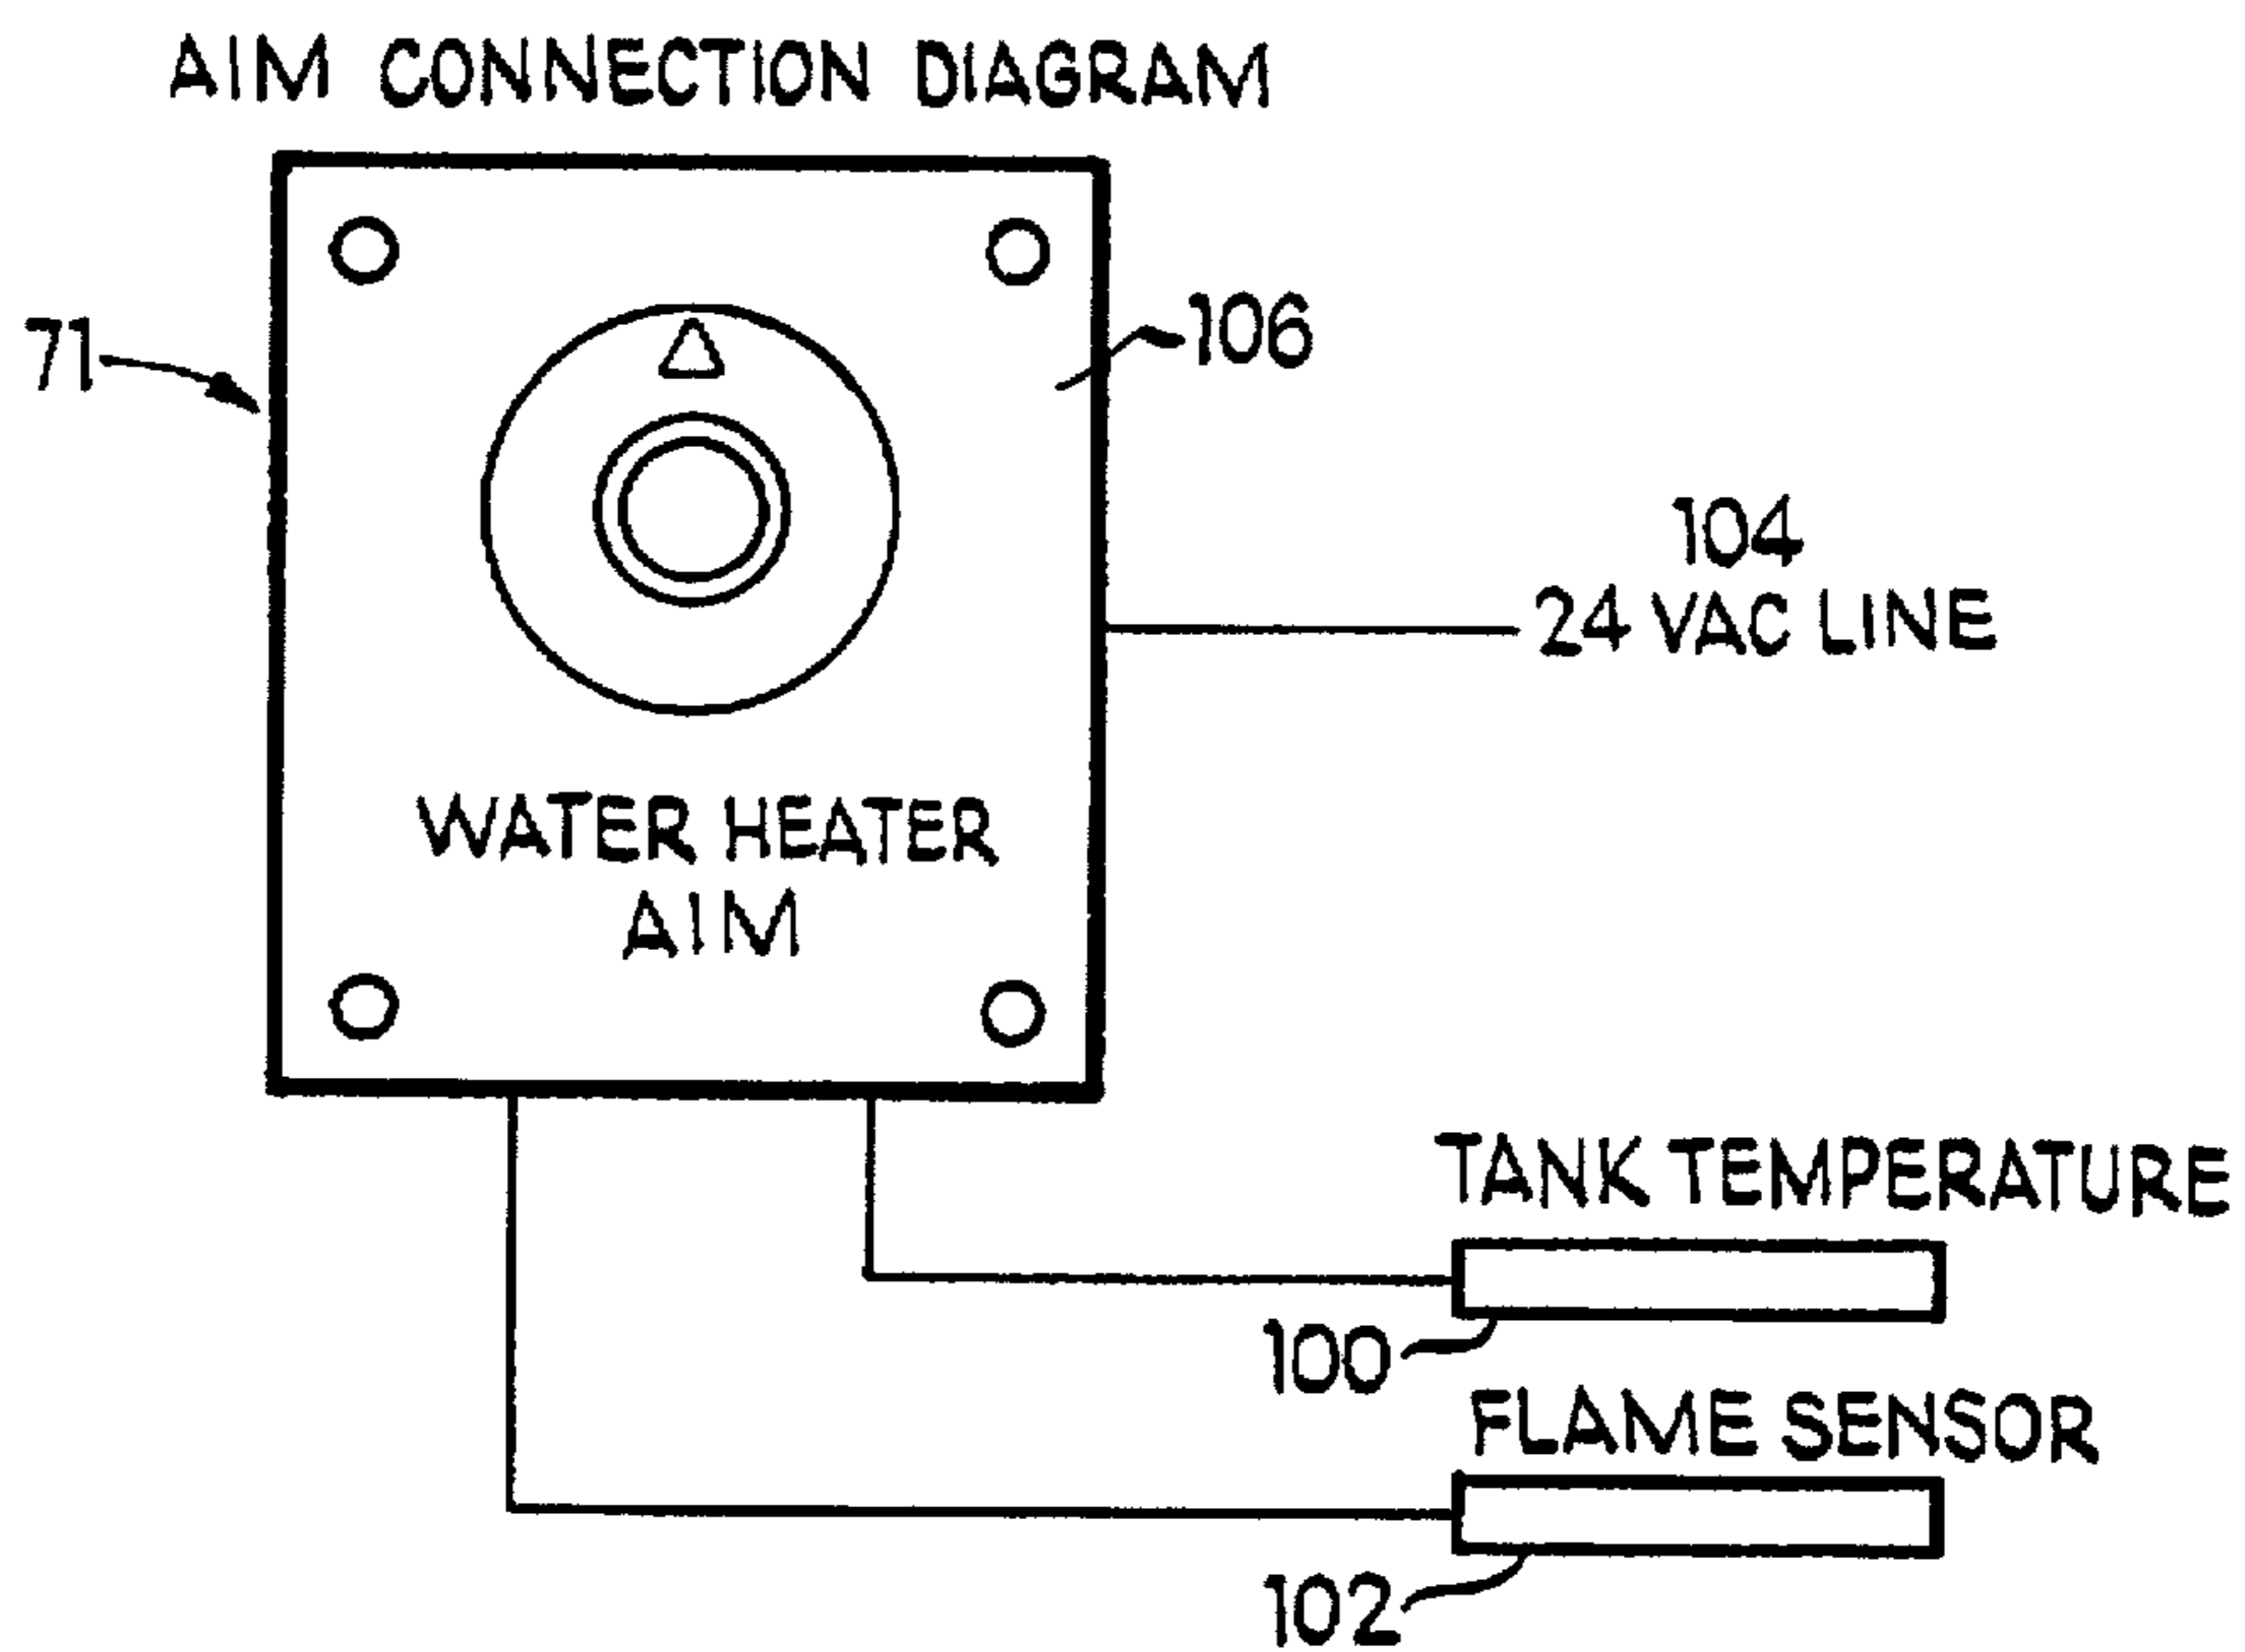 AIM CONNECTION DIAGRAM
71
106
104
24 VAC LINE
WATER HEATER
AIM
TANK TEMPERATURE
100
FLAME SENSOR
102